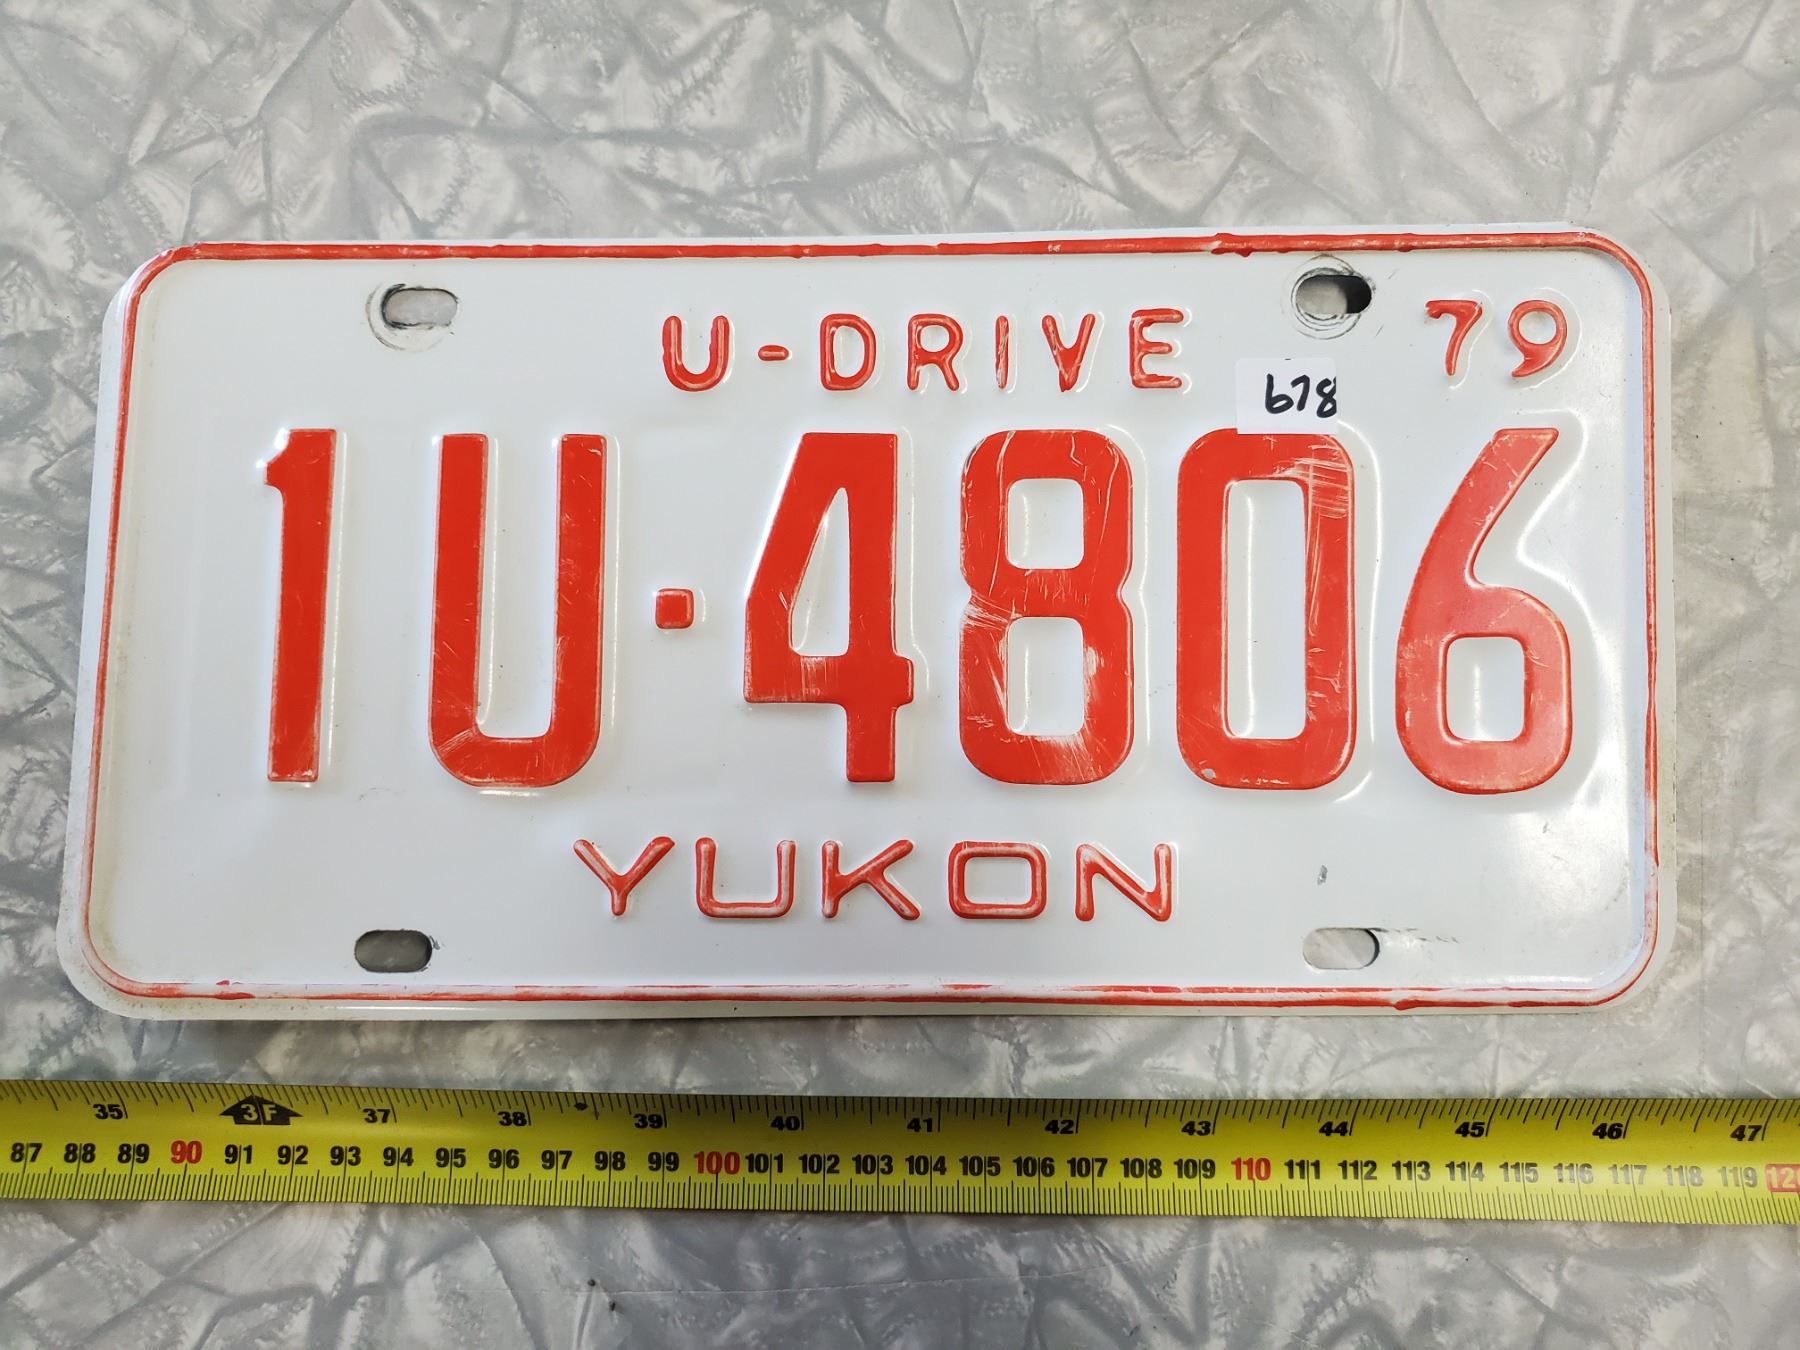 U-DRIVE 79
678
1U·4806
YUKON
35 3F 37 38 39 40 41 42 43 44 45 46 47
87 88 89 90 91 92 93 94 95 96 97 98 99 100 101 102 103 104 105 106 107 108 109 110 111 112 113 114 115 116 117 118 119 120